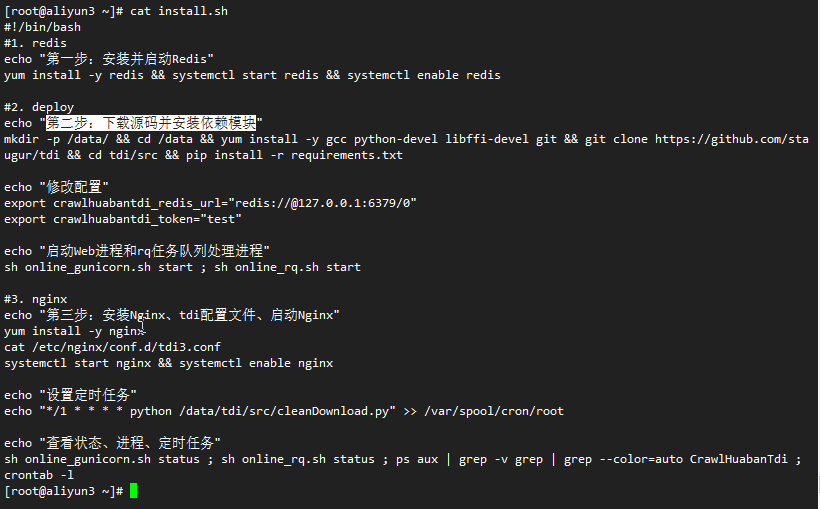 [root@aliyun3 ~]# cat install.sh
#!/bin/bash
#1. redis
echo "第一步：安装并启动Redis"
yum install -y redis && systemctl start redis && systemctl enable redis
#2. deploy
echo "第二步：下载源码并安装依赖模块"
mkdir -p /data/ && cd /data && yum install -y gcc python-devel libffi-devel git && git clone https://github.com/sta
ugur/tdi && cd tdi/src && pip install -r requirements.txt
echo "修改配置"
export crawlhuabantdi_redis_url="redis://@127.0.0.1:6379/0"
export crawlhuabantdi_token="test"
echo "启动Web进程和rq任务队列处理进程"
sh online_gunicorn.sh start ; sh online_rq.sh start
#3. nginx
echo "第三步：安装Nginx、tdi配置文件、启动Nginx"
yum install -y nginx
cat /etc/nginx/conf.d/tdi3.conf
systemctl start nginx && systemctl enable nginx
echo "设置定时任务"
echo "*/1 * * * * python /data/tdi/src/cleanDownload.py" >> /var/spool/cron/root
echo "查看状态、进程、定时任务"
sh online_gunicorn.sh status ; sh online_rq.sh status ; ps aux | grep -v grep | grep --color=auto CrawlHuabanTdi ;
crontab -l
[root@aliyun3 ~]#